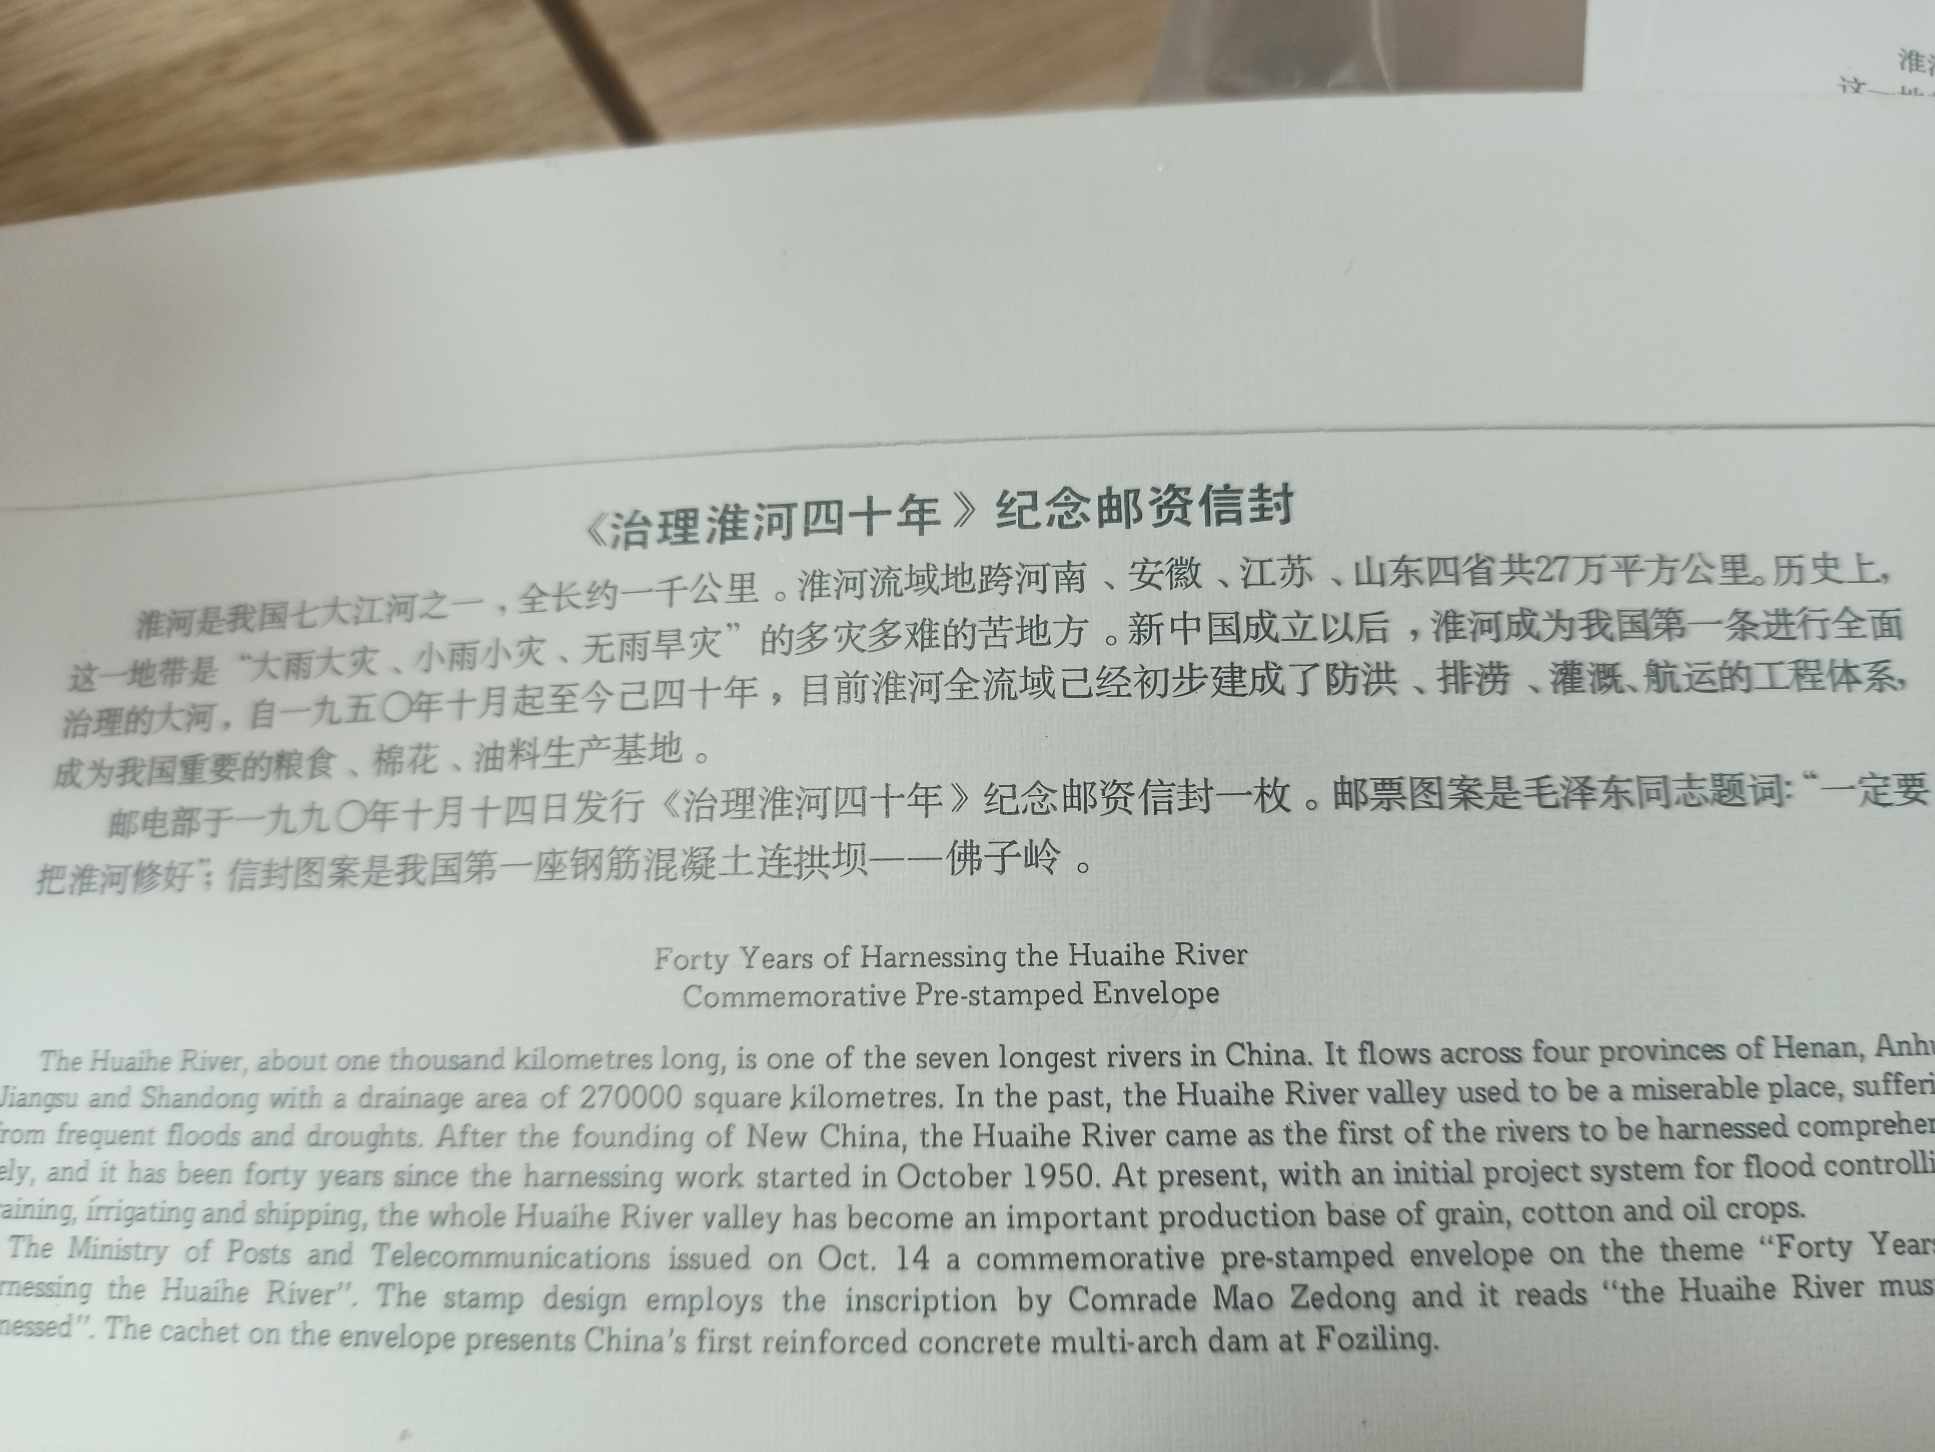 淮
这一地
《治理淮河四十年》纪念邮资信封
淮河是我国七大江河之一，全长约一千公里。淮河流域地跨河南、安徽、江苏、山东四省共27万平方公里。历史上，
这一地带是“大雨大灾、小雨小灾、无雨旱灾”的多灾多难的苦地方。新中国成立以后，淮河成为我国第一条进行全面
治理的大河，自一九五〇年十月起至今己四十年，目前淮河全流域己经初步建成了防洪、排涝、灌溉、航运的工程体系，
成为我国重要的粮食、棉花、油料生产基地。
邮电部于一九九〇年十月十四日发行《治理淮河四十年》纪念邮资信封一枚。邮票图案是毛泽东同志题词：“一定要
把淮河修好”；信封图案是我国第一座钢筋混凝土连拱坝——佛子岭。
Forty Years of Harnessing the Huaihe River
Commemorative Pre-stamped Envelope
The Huaihe River, about one thousand kilometres long, is one of the seven longest rivers in China. It flows across four provinces of Henan, Anhu
Jiangsu and Shandong with a drainage area of 270000 square kilometres. In the past, the Huaihe River valley used to be a miserable place, sufferi
rom frequent floods and droughts. After the founding of New China, the Huaihe River came as the first of the rivers to be harnessed comprehen
ely, and it has been forty years since the harnessing work started in October 1950. At present, with an initial project system for flood controlli
aining, irrigating and shipping, the whole Huaihe River valley has become an important production base of grain, cotton and oil crops.
The Ministry of Posts and Telecommunications issued on Oct. 14 a commemorative pre-stamped envelope on the theme “Forty Years
rnessing the Huaihe River”. The stamp design employs the inscription by Comrade Mao Zedong and it reads “the Huaihe River mus
nessed”. The cachet on the envelope presents China’s first reinforced concrete multi-arch dam at Foziling.